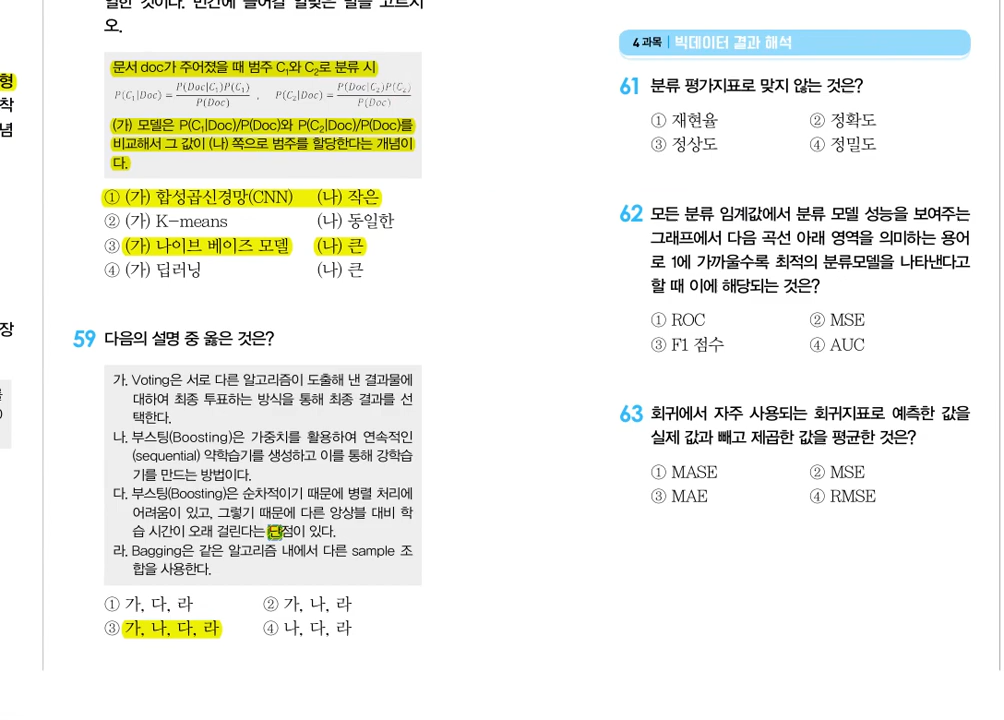 일한 것이다. 빈칸에 들어갈 알맞은 말을 고르시
오.
문서 doc가 주어졌을 때 범주 C₁와 C₂로 분류 시
P(C₁|Doc) = P(Doc|C₁)P(C₁) / P(Doc) , P(C₂|Doc) = P(Doc|C₂)P(C₂) / P(Doc)
(가) 모델은 P(C₁|Doc)/P(Doc)와 P(C₂|Doc)/P(Doc)를
비교해서 그 값이 (나) 쪽으로 범주를 할당한다는 개념이
다.
① (가) 합성곱신경망(CNN) (나) 작은
② (가) K-means (나) 동일한
③ (가) 나이브 베이즈 모델 (나) 큰
④ (가) 딥러닝 (나) 큰
59 다음의 설명 중 옳은 것은?
가. Voting은 서로 다른 알고리즘이 도출해 낸 결과물에
대하여 최종 투표하는 방식을 통해 최종 결과를 선
택한다.
나. 부스팅(Boosting)은 가중치를 활용하여 연속적인
(sequential) 약학습기를 생성하고 이를 통해 강학습
기를 만드는 방법이다.
다. 부스팅(Boosting)은 순차적이기 때문에 병렬 처리에
어려움이 있고, 그렇기 때문에 다른 앙상블 대비 학
습 시간이 오래 걸린다는 단점이 있다.
라. Bagging은 같은 알고리즘 내에서 다른 sample 조
합을 사용한다.
① 가, 다, 라 ② 가, 나, 라
③ 가, 나, 다, 라 ④ 나, 다, 라
형
착
념
장
4과목 | 빅데이터 결과 해석
61 분류 평가지표로 맞지 않는 것은?
① 재현율 ② 정확도
③ 정상도 ④ 정밀도
62 모든 분류 임계값에서 분류 모델 성능을 보여주는
그래프에서 다음 곡선 아래 영역을 의미하는 용어
로 1에 가까울수록 최적의 분류모델을 나타낸다고
할 때 이에 해당되는 것은?
① ROC ② MSE
③ F1 점수 ④ AUC
63 회귀에서 자주 사용되는 회귀지표로 예측한 값을
실제 값과 빼고 제곱한 값을 평균한 것은?
① MASE ② MSE
③ MAE ④ RMSE